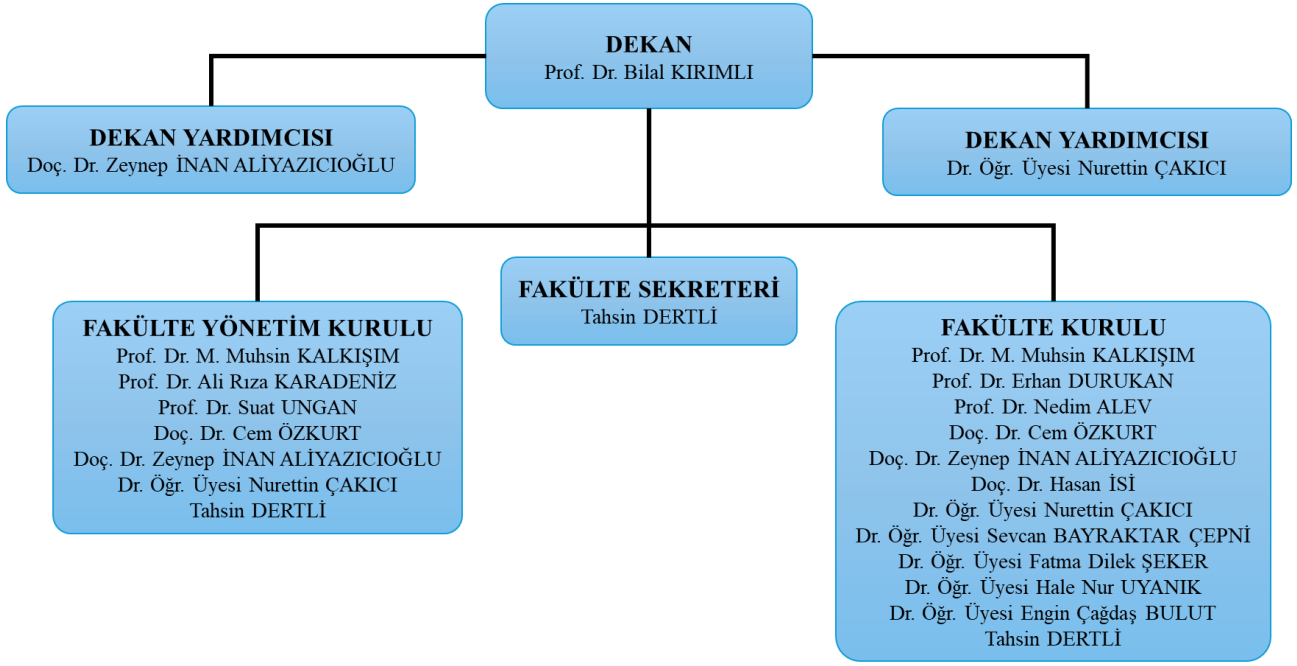 DEKAN
Prof. Dr. Bilal KIRIMLI
DEKAN YARDIMCISI
Doç. Dr. Zeynep İNAN ALİYAZICIOĞLU
DEKAN YARDIMCISI
Dr. Öğr. Üyesi Nurettin ÇAKICI
FAKÜLTE YÖNETİM KURULU
Prof. Dr. M. Muhsin KALKIŞIM
Prof. Dr. Ali Rıza KARADENİZ
Prof. Dr. Suat UNGAN
Doç. Dr. Cem ÖZKURT
Doç. Dr. Zeynep İNAN ALİYAZICIOĞLU
Dr. Öğr. Üyesi Nurettin ÇAKICI
Tahsin DERTLİ
FAKÜLTE SEKRETERİ
Tahsin DERTLİ
FAKÜLTE KURULU
Prof. Dr. M. Muhsin KALKIŞIM
Prof. Dr. Erhan DURUKAN
Prof. Dr. Nedim ALEV
Doç. Dr. Cem ÖZKURT
Doç. Dr. Zeynep İNAN ALİYAZICIOĞLU
Doç. Dr. Hasan İSİ
Dr. Öğr. Üyesi Nurettin ÇAKICI
Dr. Öğr. Üyesi Sevcan BAYRAKTAR ÇEPNİ
Dr. Öğr. Üyesi Fatma Dilek ŞEKER
Dr. Öğr. Üyesi Hale Nur UYANIK
Dr. Öğr. Üyesi Engin Çağdaş BULUT
Tahsin DERTLİ